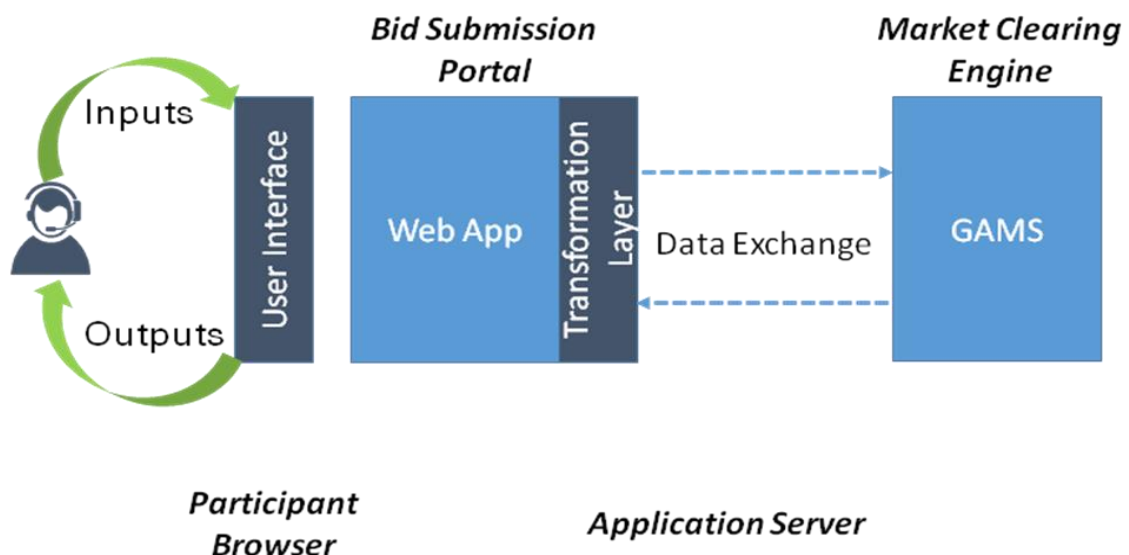 Bid Submission
Portal
Market Clearing
Engine
Inputs
User Interface
Web App
Transformation
Layer
Data Exchange
GAMS
Outputs
Participant
Browser
Application Server